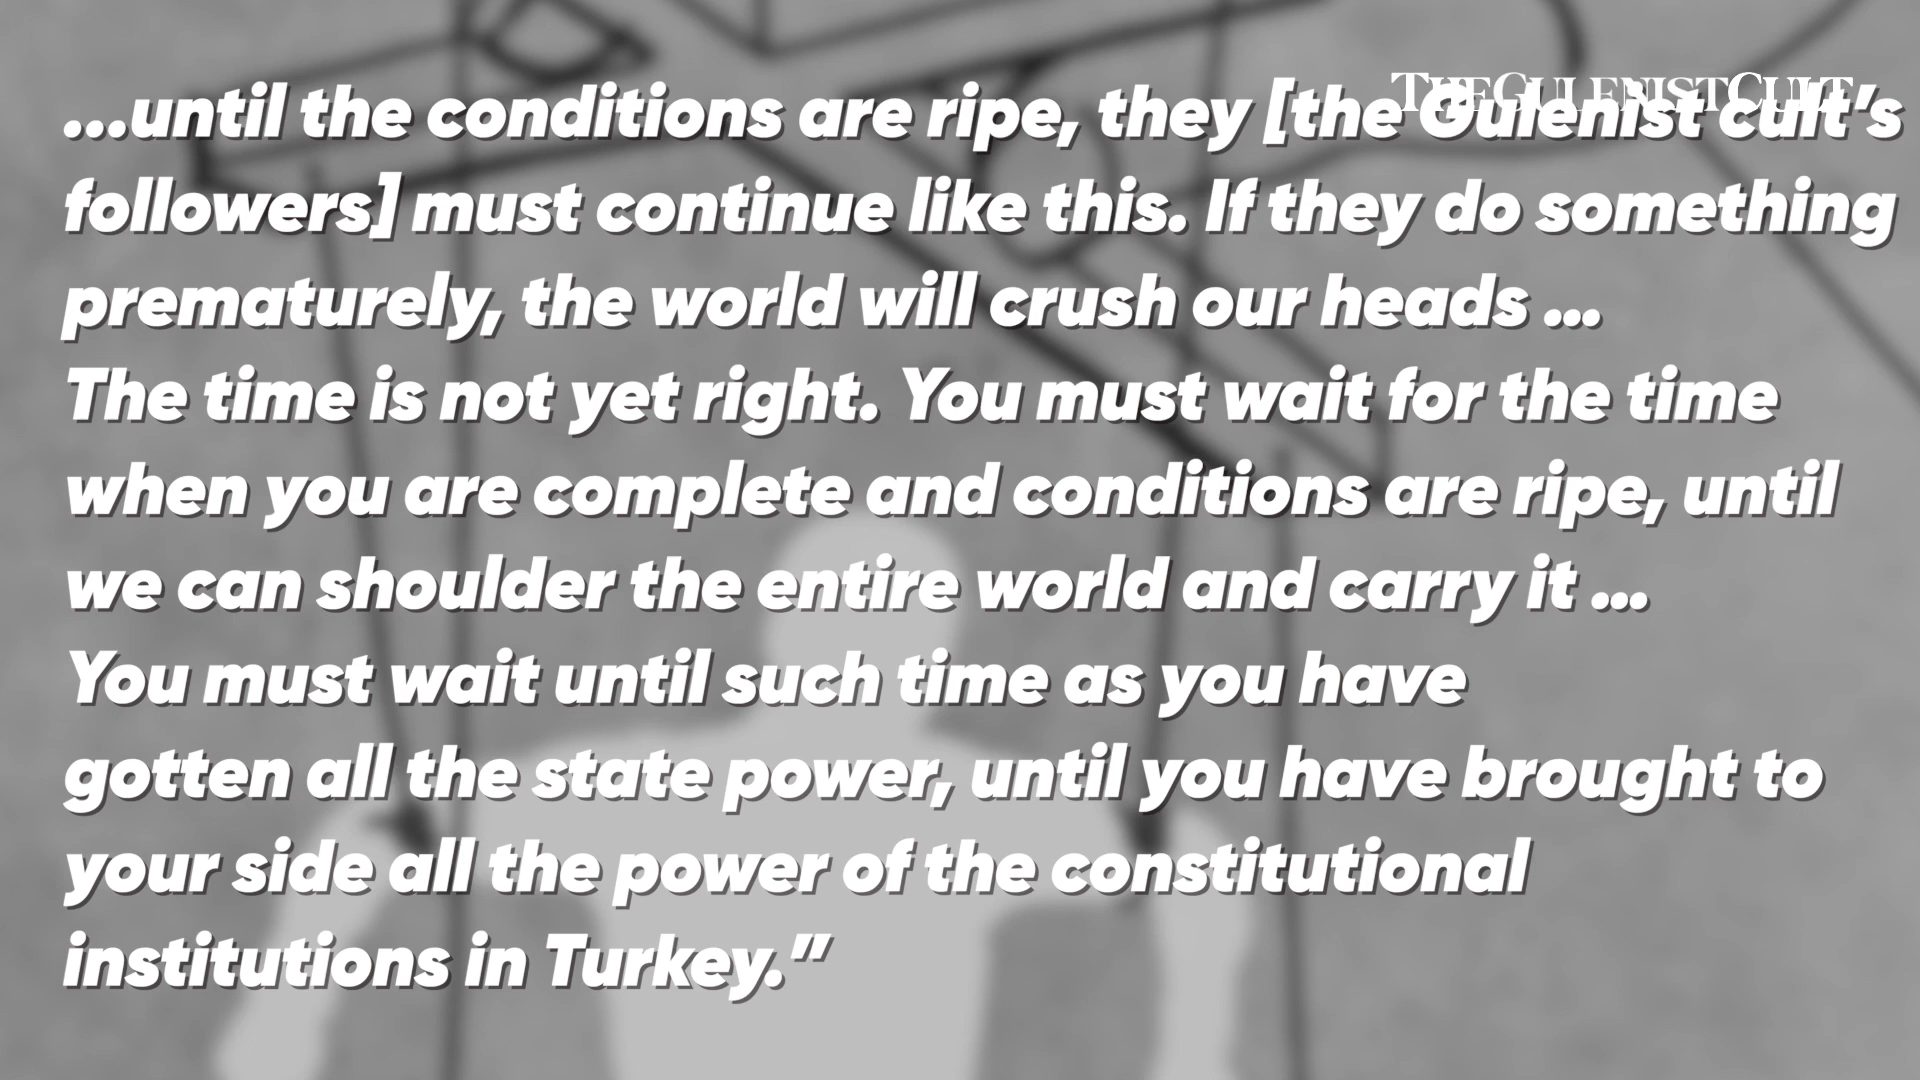 THEGULENISTCULT
...until the conditions are ripe, they [the Gulenist cult's
followers] must continue like this. If they do something
prematurely, the world will crush our heads ...
The time is not yet right. You must wait for the time
when you are complete and conditions are ripe, until
we can shoulder the entire world and carry it ...
You must wait until such time as you have
gotten all the state power, until you have brought to
your side all the power of the constitutional
institutions in Turkey.”